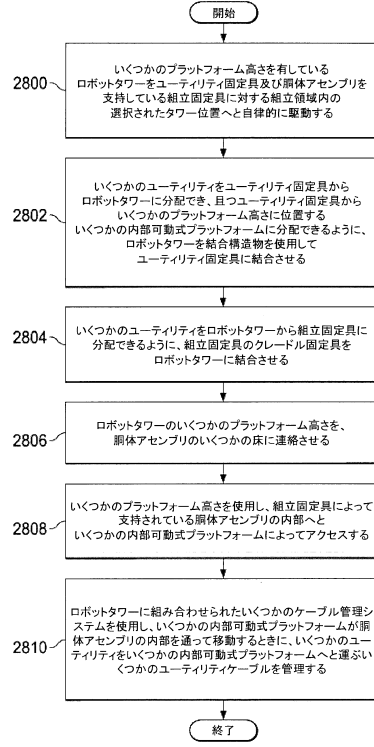 開始
2800
いくつかのプラットフォーム高さを有している
ロボットタワーをユーティリティ固定具及び胴体アセンブリを
支持している組立固定具に対する組立領域内の
選択されたタワー位置へと自律的に駆動する
2802
いくつかのユーティリティをユーティリティ固定具から
ロボットタワーに分配でき、且つユーティリティ固定具から
いくつかのプラットフォーム高さに位置する
いくつかの内部可動式プラットフォームに分配できるように、
ロボットタワーを結合構造物を使用して
ユーティリティ固定具に結合させる
2804
いくつかのユーティリティをロボットタワーから組立固定具に
分配できるように、組立固定具のクレードル固定具を
ロボットタワーに結合させる
2806
ロボットタワーのいくつかのプラットフォーム高さを、
胴体アセンブリのいくつかの床に連絡させる
2808
いくつかのプラットフォーム高さを使用し、組立固定具によって
支持されている胴体アセンブリの内部へと
いくつかの内部可動式プラットフォームによってアクセスする
2810
ロボットタワーに組み合わせられたいくつかのケーブル管理シ
ステムを使用し、いくつかの内部可動式プラットフォームが胴
体アセンブリの内部を通って移動するときに、いくつかのユー
ティリティをいくつかの内部可動式プラットフォームへと運ぶい
くつかのユーティリティケーブルを管理する
終了